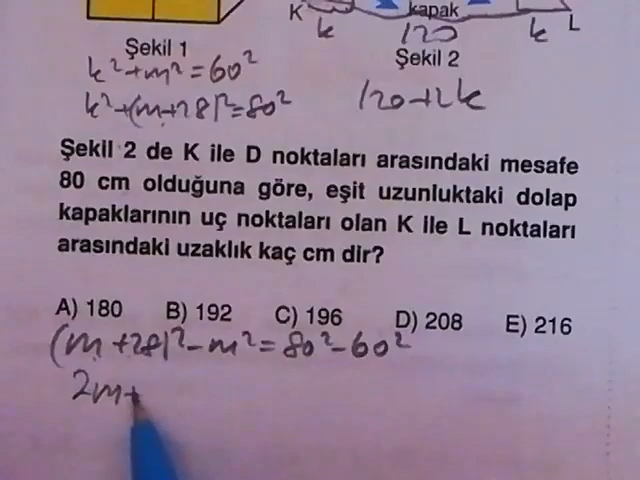 K kapak L
k 120 k
Şekil 1
Şekil 2
k²+m²=60²
k²+(m+28)²=80² 120+2k
Şekil 2 de K ile D noktaları arasındaki mesafe
80 cm olduğuna göre, eşit uzunluktaki dolap
kapaklarının uç noktaları olan K ile L noktaları
arasındaki uzaklık kaç cm dir?
A) 180 B) 192 C) 196 D) 208 E) 216
(m+28)²-m²=80²-60²
2m+